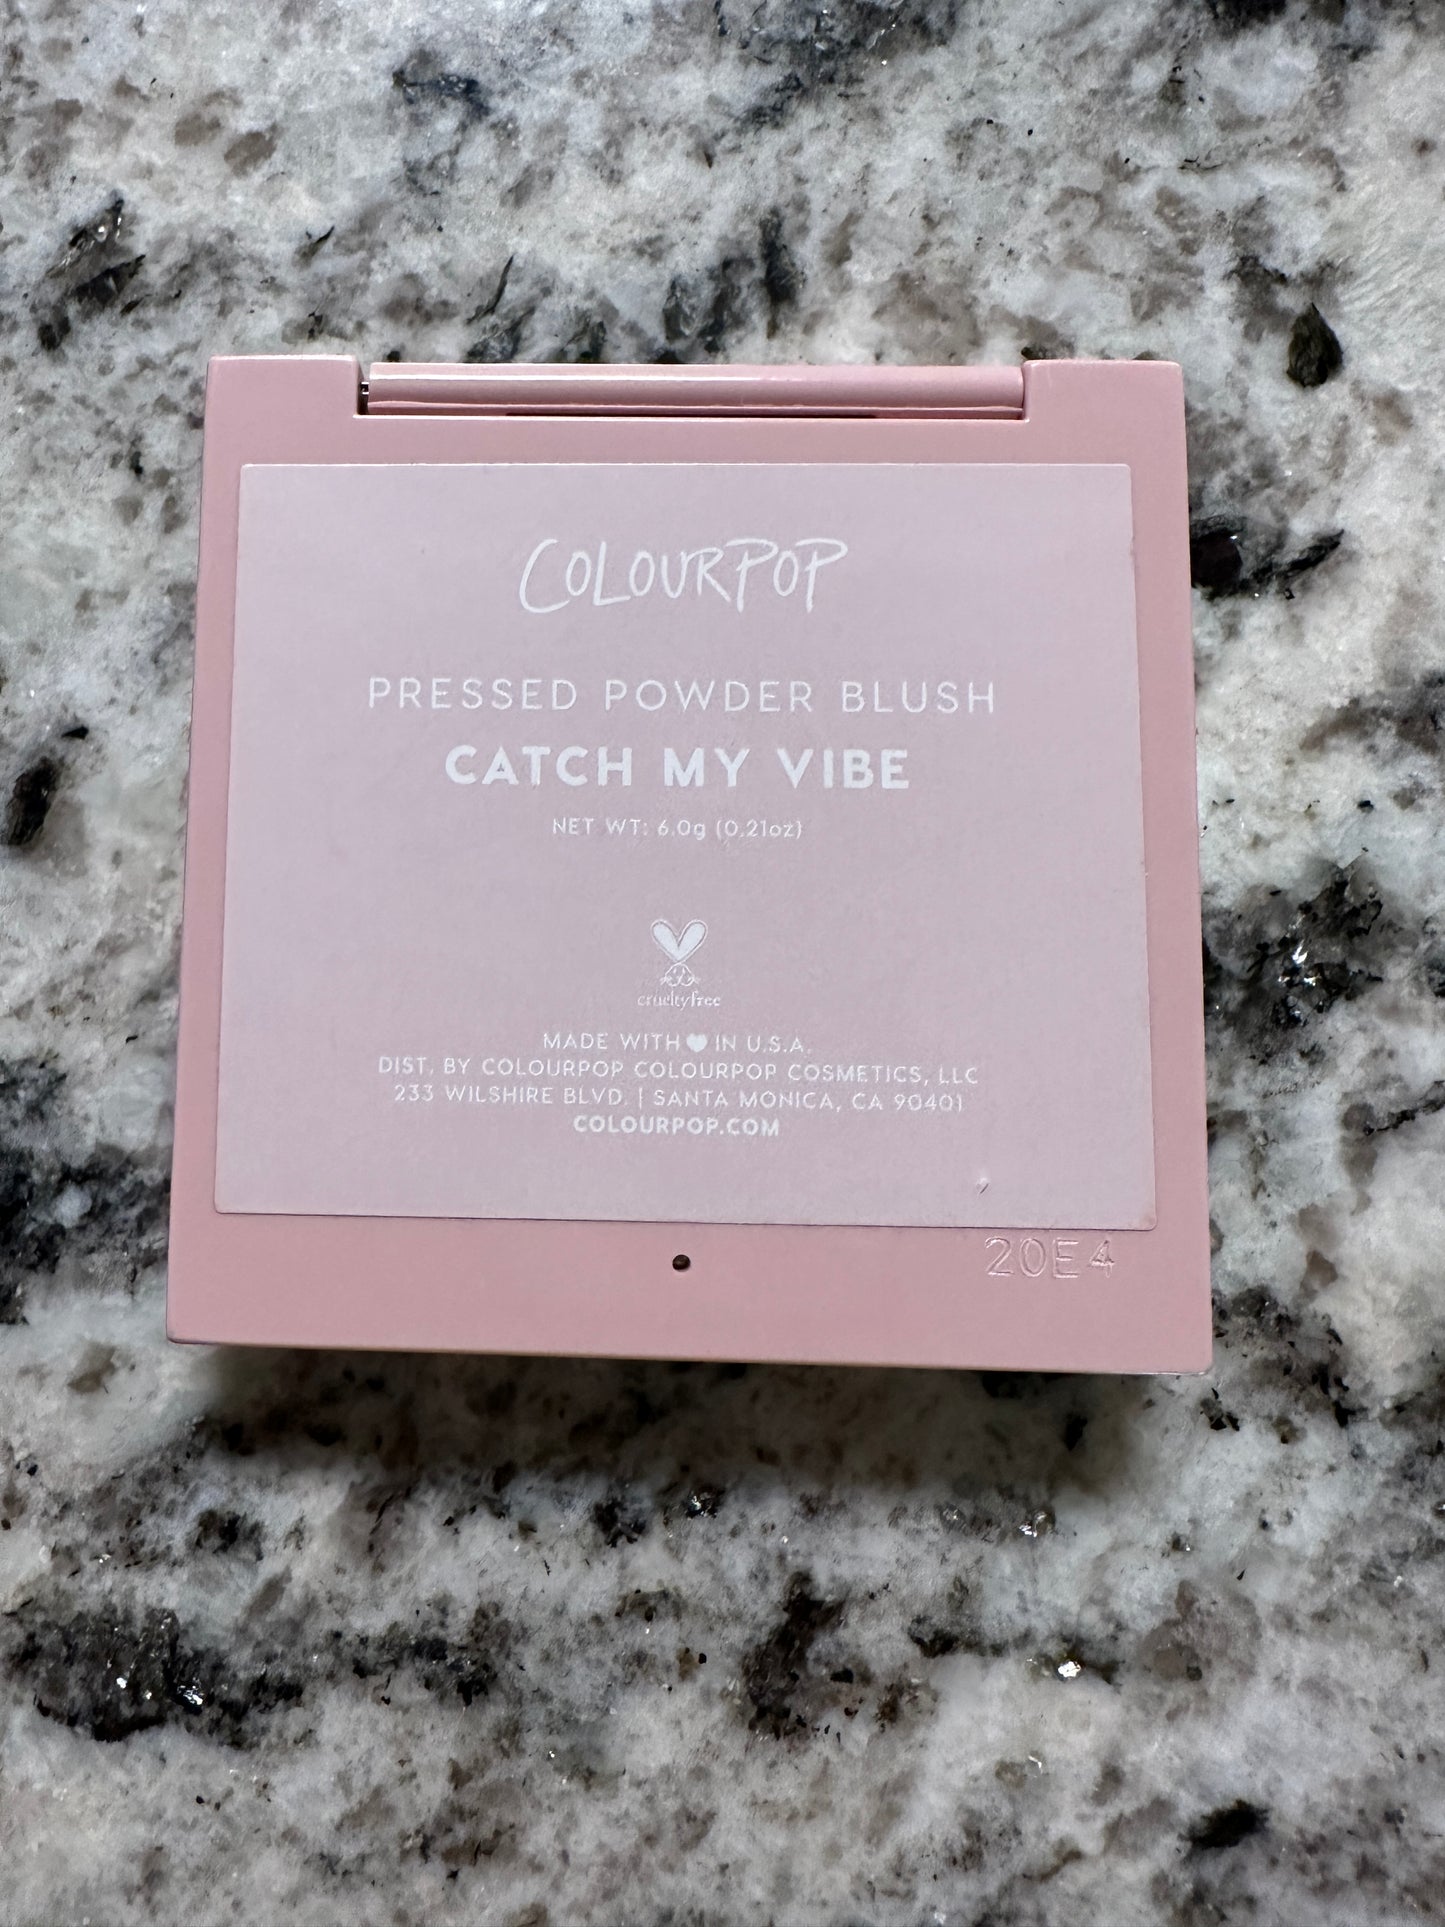 COLOURPOP
PRESSED POWDER BLUSH
CATCH MY VIBE
NET WT: 6.0g (0.21oz)
crueltyfree
MADE WITH ♥ IN U.S.A.
DIST. BY COLOURPOP COLOURPOP COSMETICS, LLC
233 WILSHIRE BLVD. | SANTA MONICA, CA 90401
COLOURPOP.COM
20E4